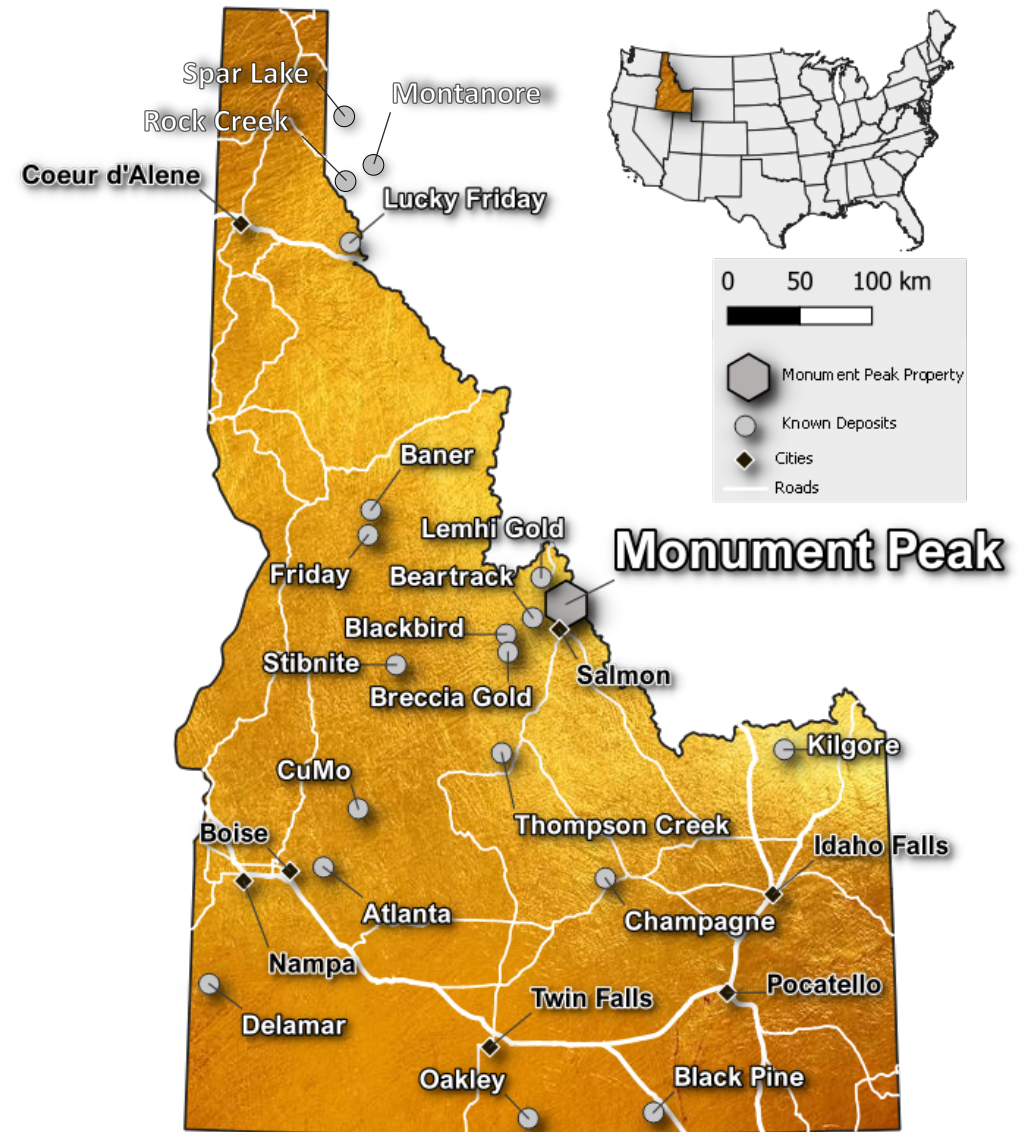 Spar Lake
Montanore
Rock Creek
Coeur d'Alene
Lucky Friday
0 50 100 km
Monument Peak Property
Known Deposits
Cities
Roads
Baner
Lemhi Gold
Monument Peak
Friday
Beartrack
Blackbird
Stibnite
Salmon
Breccia Gold
Kilgore
CuMo
Thompson Creek
Boise
Idaho Falls
Atlanta
Champagne
Nampa
Pocatello
Twin Falls
Delamar
Oakley
Black Pine